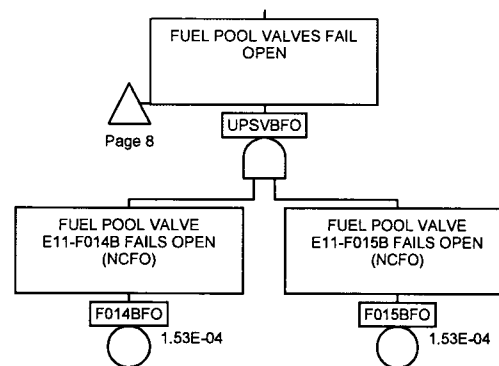 FUEL POOL VALVES FAIL
OPEN
Page 8
UPSVBFO
FUEL POOL VALVE
E11-F014B FAILS OPEN
(NCFO)
FUEL POOL VALVE
E11-F015B FAILS OPEN
(NCFO)
F014BFO
1.53E-04
F015BFO
1.53E-04